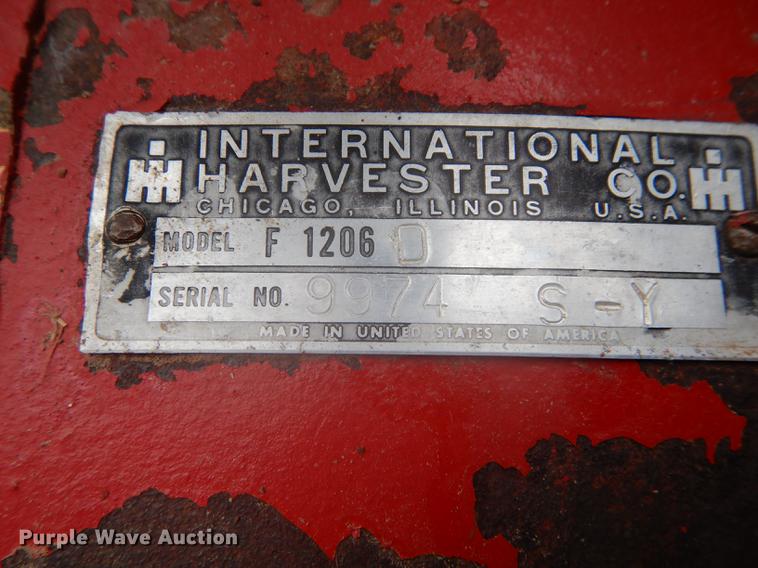 INTERNATIONAL
HARVESTER CO.
CHICAGO, ILLINOIS U.S.A.
MODEL F 1206 D
SERIAL NO. 9974 S-Y
MADE IN UNITED STATES OF AMERICA
Purple Wave Auction